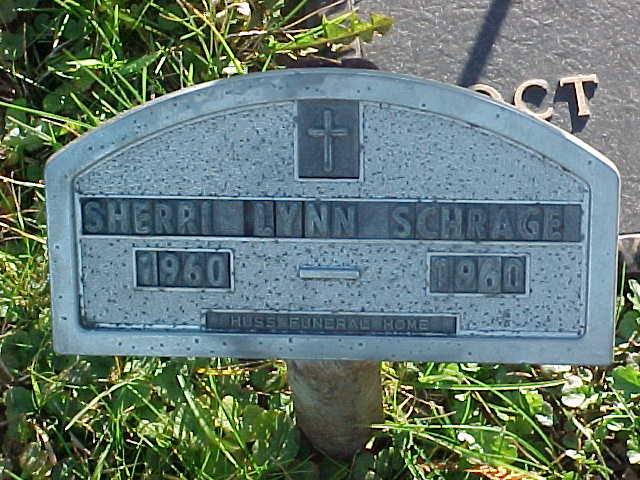 OCT
SHERRI LYNN SCHRAGE
1960 — 1960
HUSS FUNERAL HOME